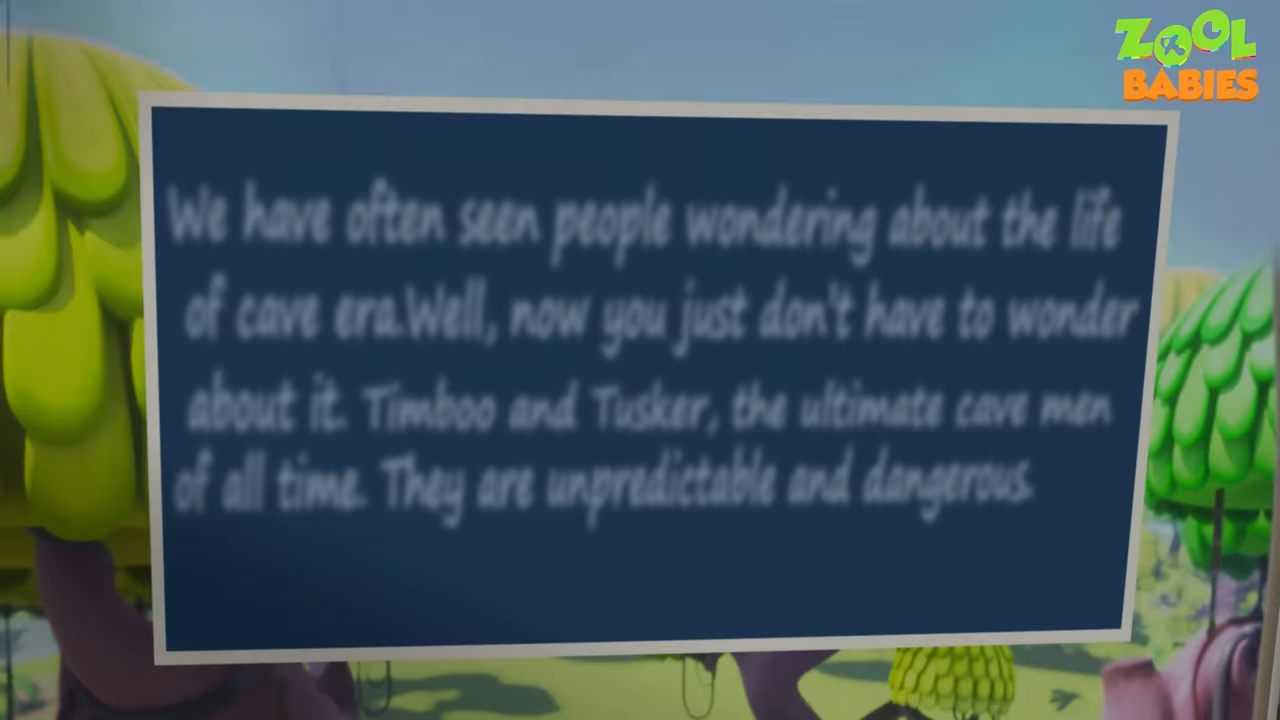 ZOOL
BABIES
We have often seen people wondering about the life
of cave era.Well, now you just don't have to wonder
about it. Timboo and Tusker, the ultimate cave men
of all time. They are unpredictable and dangerous.